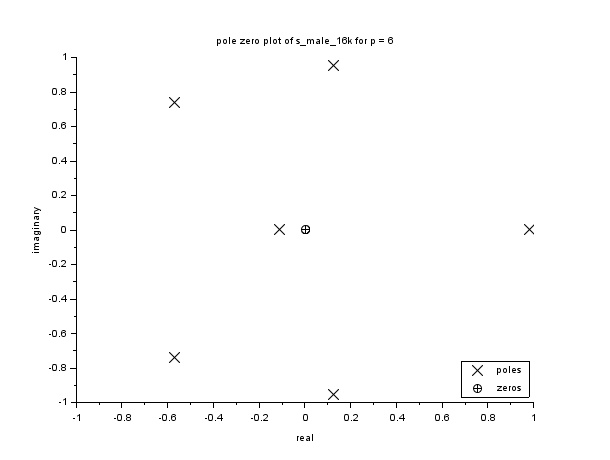 pole zero plot of s_male_16k for p = 6
1
0.8
0.6
0.4
0.2
0
-0.2
-0.4
-0.6
-0.8
-1
imaginary
-1 -0.8 -0.6 -0.4 -0.2 0 0.2 0.4 0.6 0.8 1
real
poles
zeros